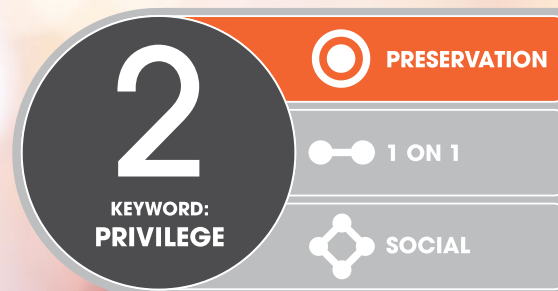 2
KEYWORD:
PRIVILEGE
PRESERVATION
1 ON 1
SOCIAL